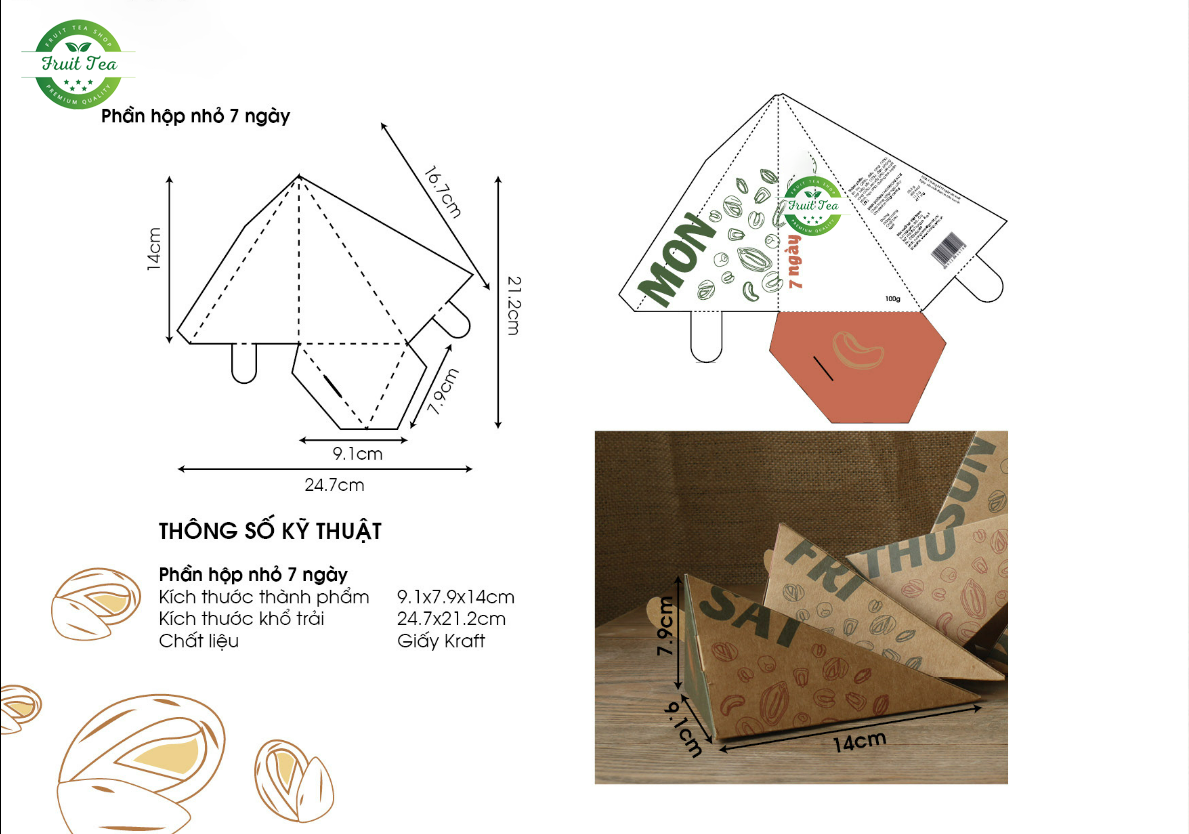 FRUIT TEA SHOP
Fruit Tea
PREMIUM QUALITY
Phần hộp nhỏ 7 ngày
16.7cm
14cm
21.2cm
7.9cm
9.1cm
24.7cm
MON
FRUIT TEA SHOP
Fruit Tea
PREMIUM QUALITY
7 ngày
100g
THÔNG SỐ KỸ THUẬT
Phần hộp nhỏ 7 ngày
Kích thước thành phẩm 9.1x7.9x14cm
Kích thước khổ trải 24.7x21.2cm
Chất liệu Giấy Kraft
SUN
THU
FRI
SAT
7.9cm
9.1cm
14cm